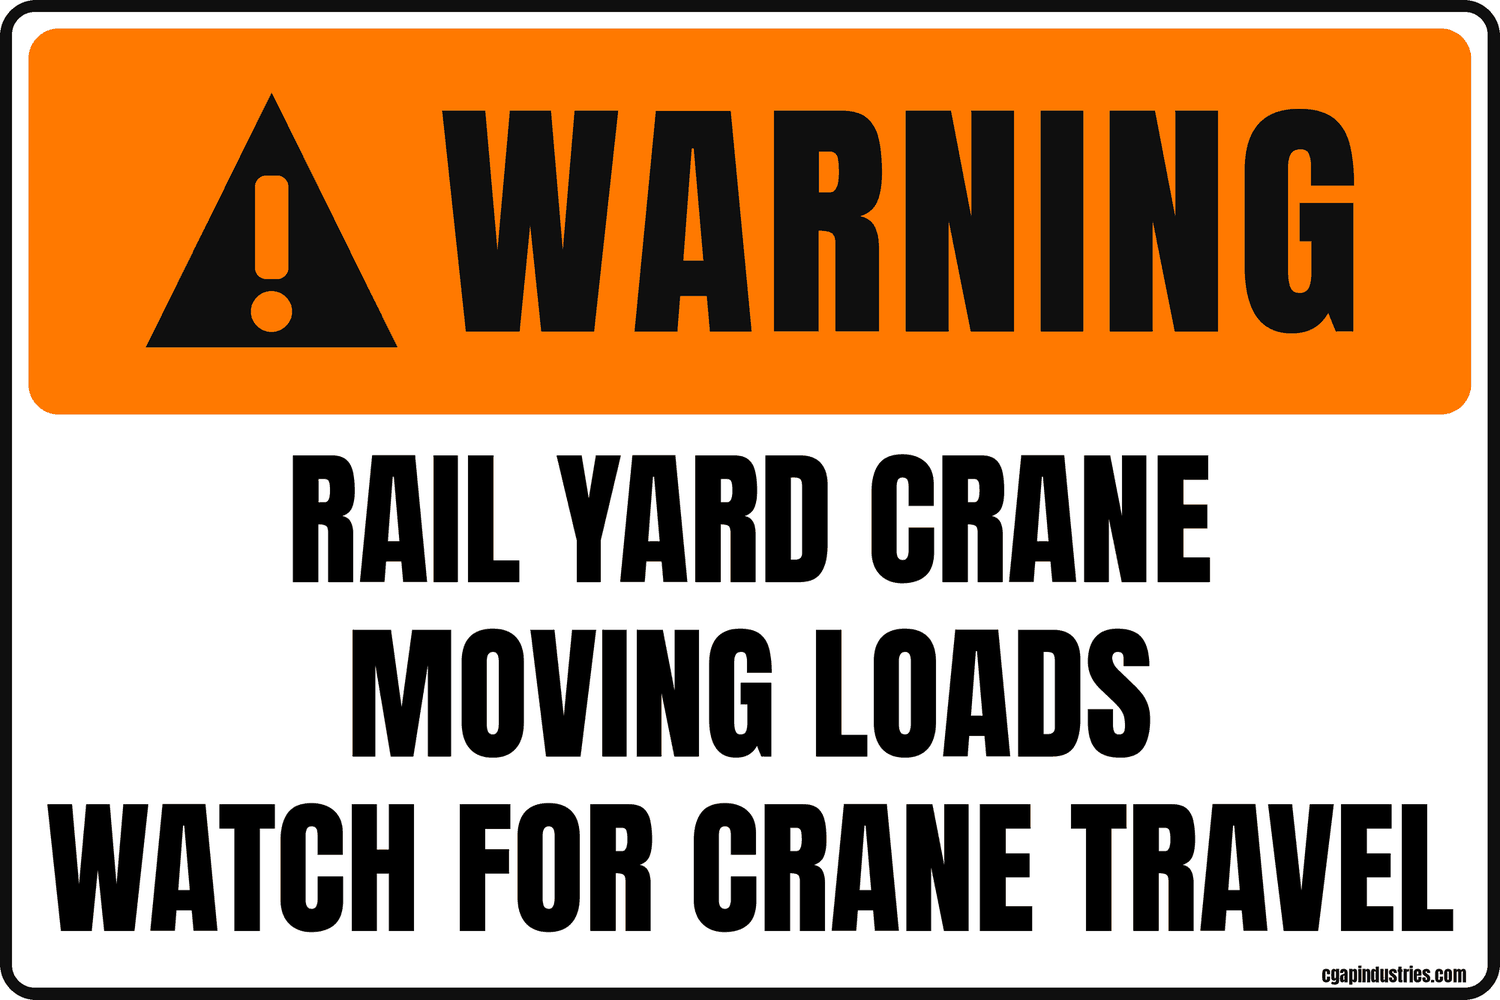 WARNING
RAIL YARD CRANE
MOVING LOADS
WATCH FOR CRANE TRAVEL
cgapindustries.com